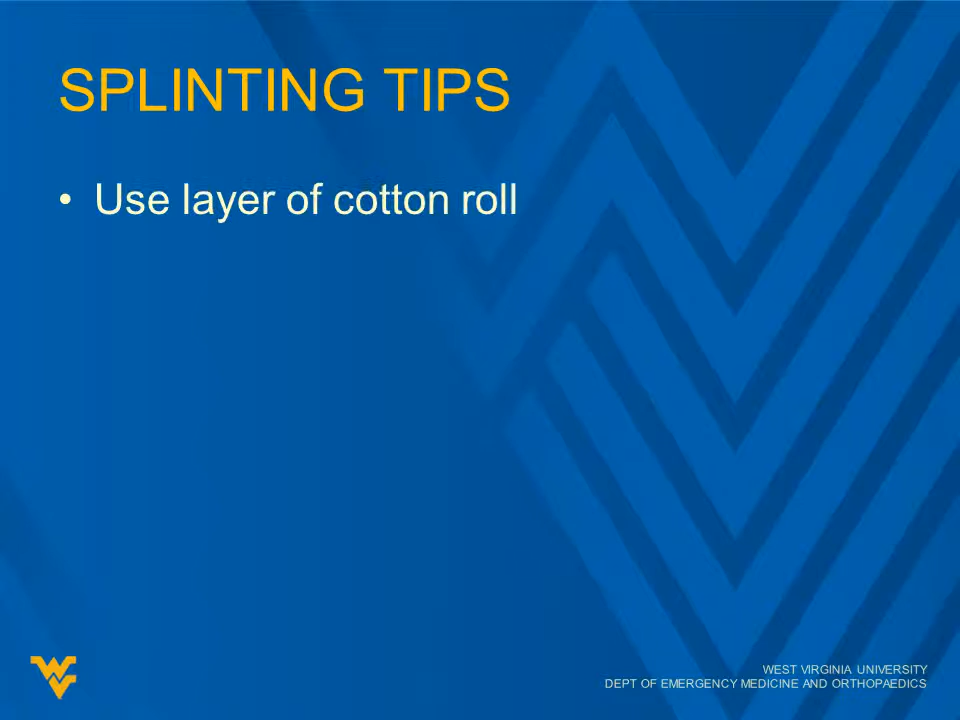 SPLINTING TIPS
• Use layer of cotton roll
WEST VIRGINIA UNIVERSITY
DEPT OF EMERGENCY MEDICINE AND ORTHOPAEDICS